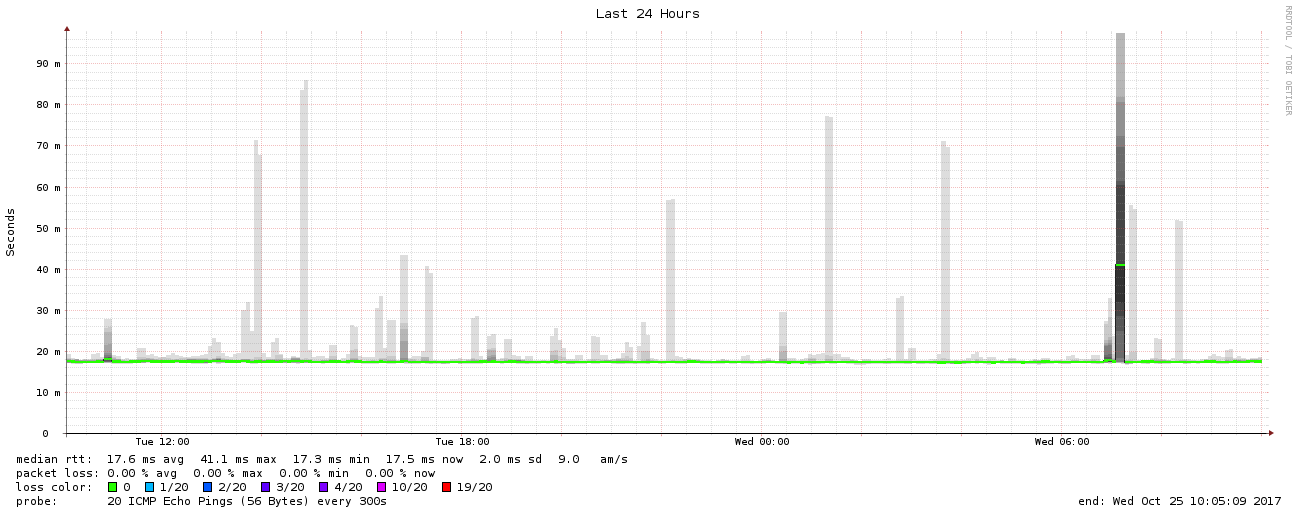 Last 24 Hours
RRDTOOL / TOBI OETIKER
Seconds
90 m
80 m
70 m
60 m
50 m
40 m
30 m
20 m
10 m
0
Tue 12:00 Tue 18:00 Wed 00:00 Wed 06:00
median rtt: 17.6 ms avg 41.1 ms max 17.3 ms min 17.5 ms now 2.0 ms sd 9.0 am/s
packet loss: 0.00 % avg 0.00 % max 0.00 % min 0.00 % now
loss color: 0 1/20 2/20 3/20 4/20 10/20 19/20
probe: 20 ICMP Echo Pings (56 Bytes) every 300s end: Wed Oct 25 10:05:09 2017